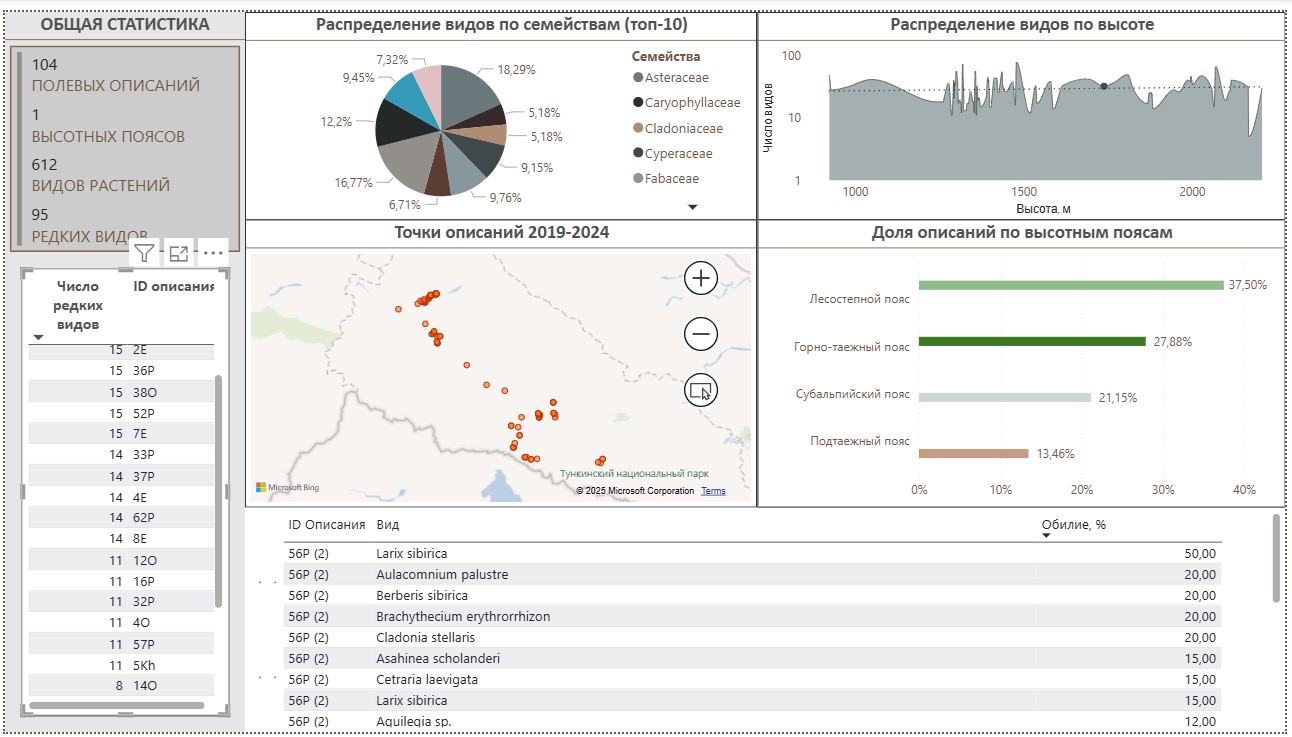 ОБЩАЯ СТАТИСТИКА
104
ПОЛЕВЫХ ОПИСАНИЙ
1
ВЫСОТНЫХ ПОЯСОВ
612
ВИДОВ РАСТЕНИЙ
95
РЕДКИХ ВИДОВ
Число редких видов
ID описания
15 2E
15 36P
15 38O
15 52P
15 7E
14 33P
14 37P
14 4E
14 62P
14 8E
11 12O
11 16P
11 32P
11 4O
11 57P
11 5Kh
8 14O
Распределение видов по семействам (топ-10)
7,32%
18,29%
9,45%
5,18%
12,2%
5,18%
9,15%
16,77%
9,76%
6,71%
Семейства
Asteraceae
Caryophyllaceae
Cladoniaceae
Cyperaceae
Fabaceae
Распределение видов по высоте
Число видов
100
10
1
1000
1500
2000
Высота, м
Точки описаний 2019-2024
Тункинский национальный парк
Microsoft Bing
© 2025 Microsoft Corporation Terms
Доля описаний по высотным поясам
Лесостепной пояс 37,50%
Горно-таежный пояс 27,88%
Субальпийский пояс 21,15%
Подтаежный пояс 13,46%
0% 10% 20% 30% 40%
ID Описания Вид Обилие, %
56P (2) Larix sibirica 50,00
56P (2) Aulacomnium palustre 20,00
56P (2) Berberis sibirica 20,00
56P (2) Brachythecium erythrorrhizon 20,00
56P (2) Cladonia stellaris 20,00
56P (2) Asahinea scholanderi 15,00
56P (2) Cetraria laevigata 15,00
56P (2) Larix sibirica 15,00
56P (2) Aquilegia sp. 12,00